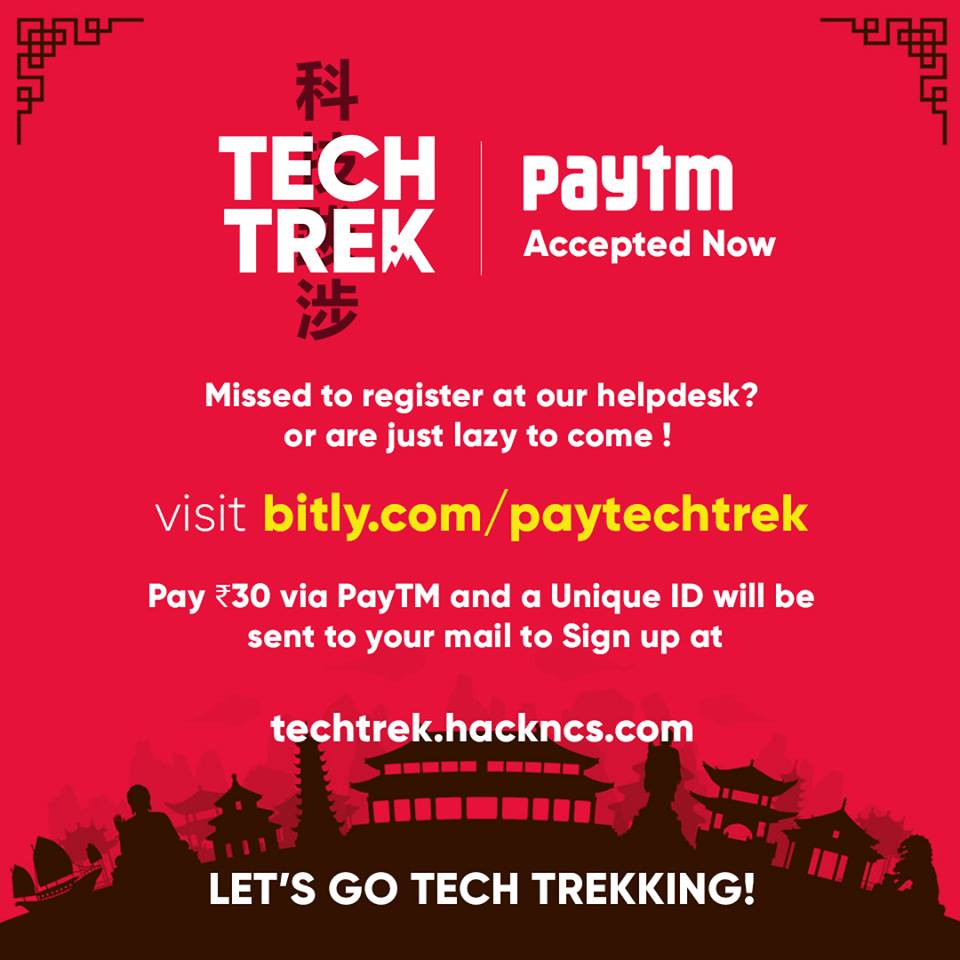 科
技
跋
涉
TECH
TREK
paytm
Accepted Now
Missed to register at our helpdesk?
or are just lazy to come !
visit bitly.com/paytechtrek
Pay ₹30 via PayTM and a Unique ID will be
sent to your mail to Sign up at
techtrek.hackncs.com
LET'S GO TECH TREKKING!